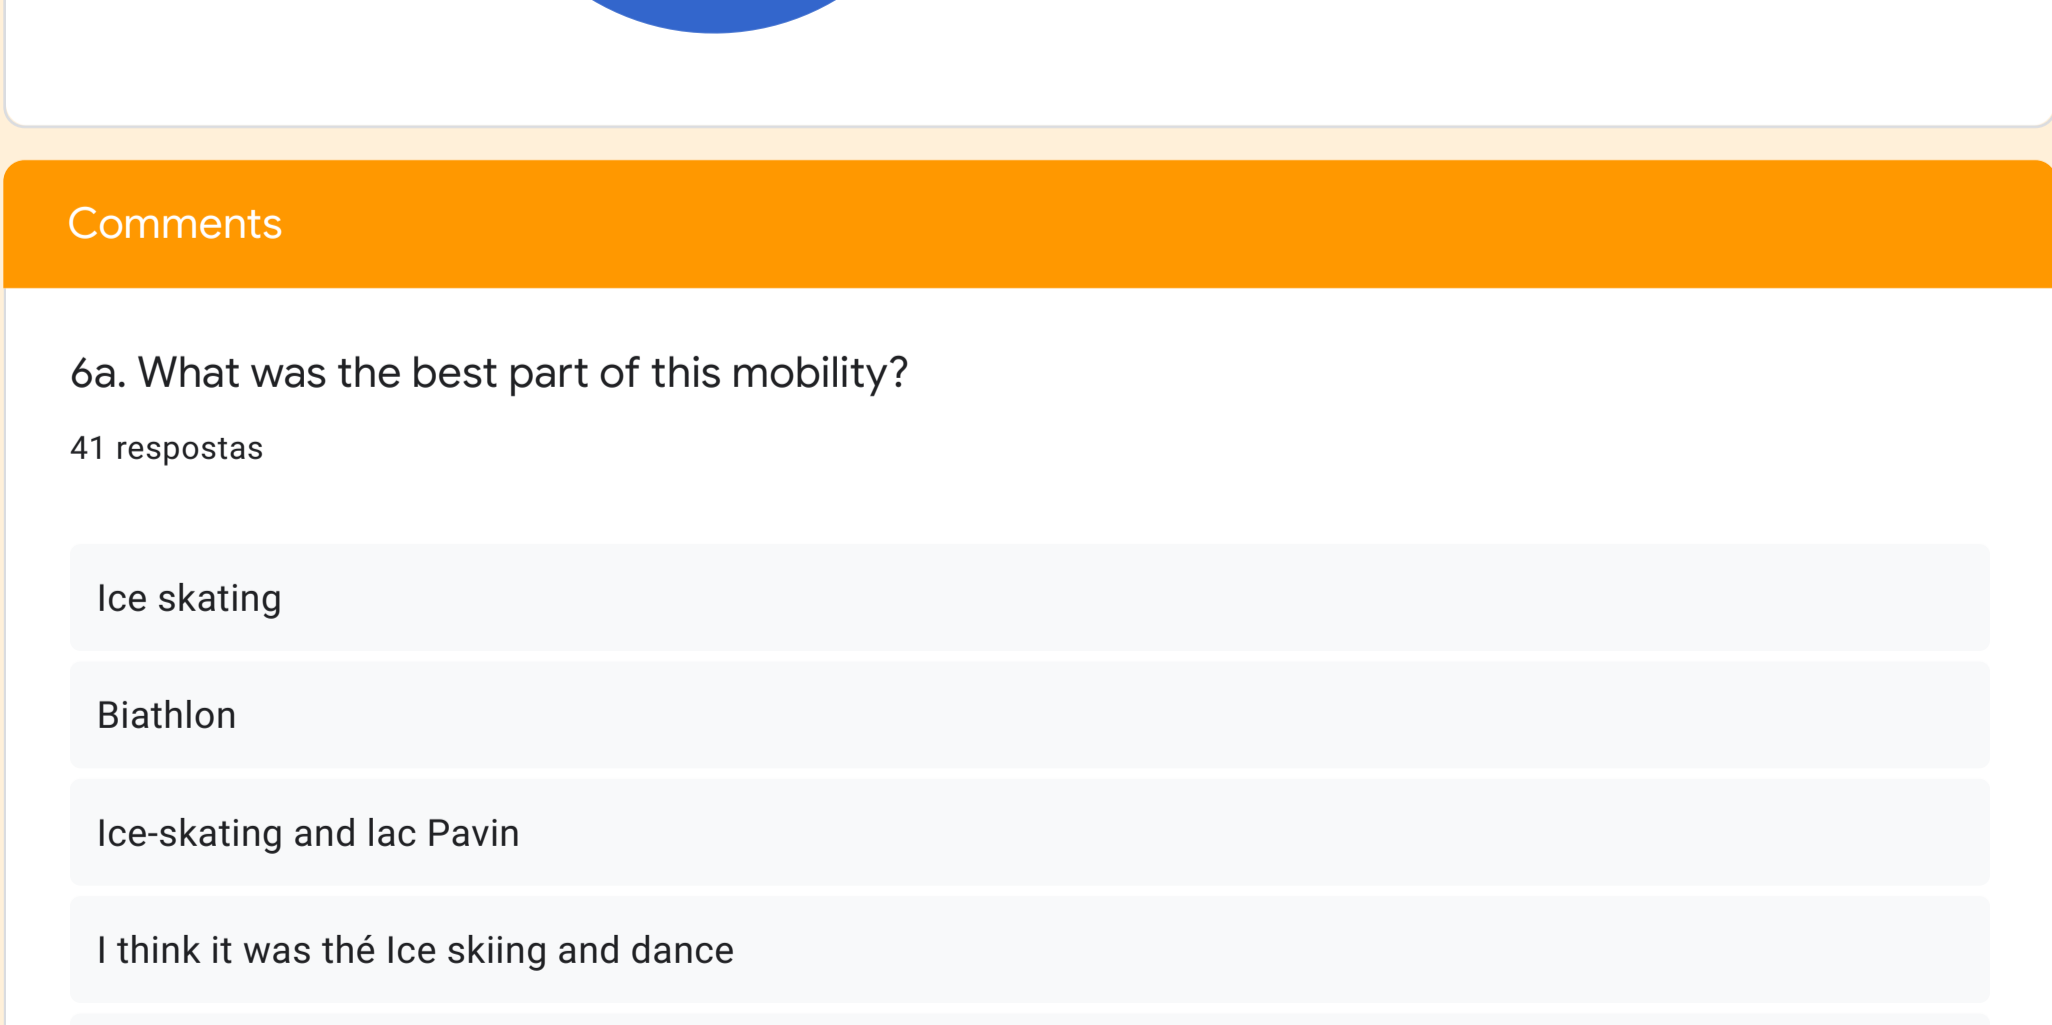 Comments
6a. What was the best part of this mobility?
41 respostas
Ice skating
Biathlon
Ice-skating and lac Pavin
I think it was thé Ice skiing and dance